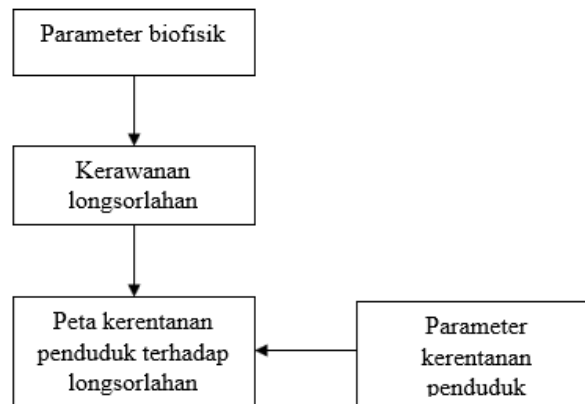 Parameter biofisik
Kerawanan
longsorlahan
Peta kerentanan
penduduk terhadap
longsorlahan
Parameter
kerentanan
penduduk